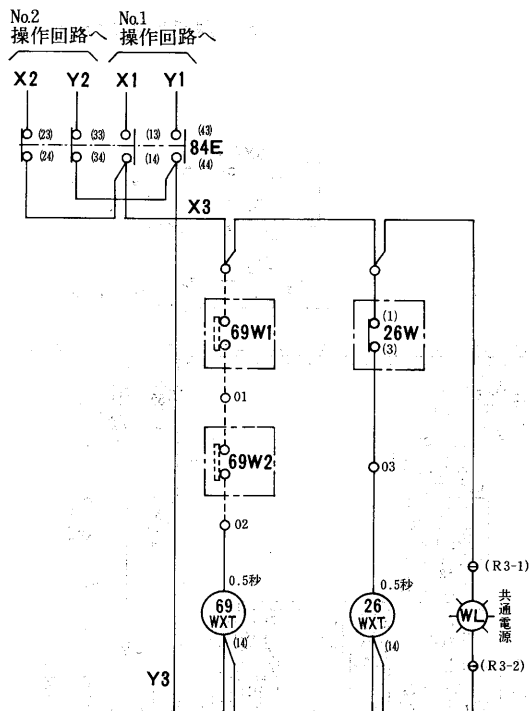 No.2 No.1
操作回路へ 操作回路へ
X2 Y2 X1 Y1
(23) (33) (13) (43)
84E
(24) (34) (14) (44)
X3
69W1
(1)
26W
(3)
01
69W2
03
02
(R3-1)
0.5秒 0.5秒
69
WXT
26
WXT
WL
共通電源
(14) (14)
(R3-2)
Y3